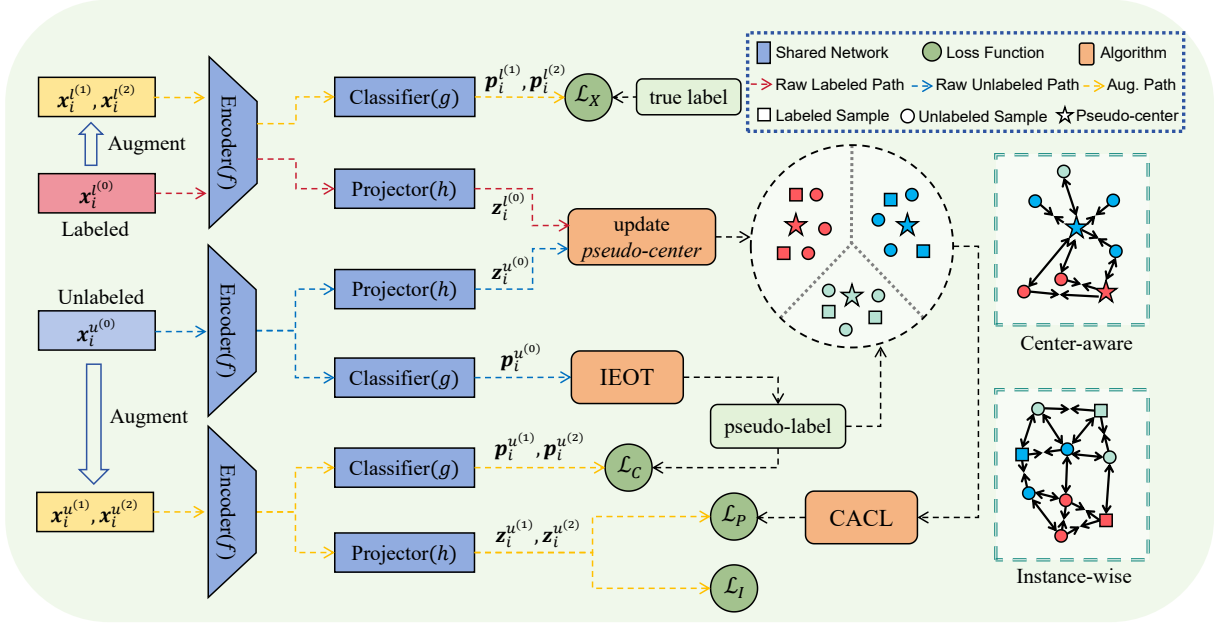 Shared Network
Loss Function
Algorithm
Raw Labeled Path
Raw Unlabeled Path
Aug. Path
Labeled Sample
Unlabeled Sample
Pseudo-center
x_i^{l^{(1)}}, x_i^{l^{(2)}}
Augment
x_i^{l^{(0)}}
Labeled
Encoder(f)
Classifier(g)
p_i^{l^{(1)}}, p_i^{l^{(2)}}
ℒ_X
true label
Projector(h)
z_i^{l^{(0)}}
update
pseudo-center
Unlabeled
x_i^{u^{(0)}}
Encoder(f)
Projector(h)
z_i^{u^{(0)}}
Classifier(g)
p_i^{u^{(0)}}
IEOT
pseudo-label
Augment
x_i^{u^{(1)}}, x_i^{u^{(2)}}
Encoder(f)
Classifier(g)
p_i^{u^{(1)}}, p_i^{u^{(2)}}
ℒ_C
Projector(h)
z_i^{u^{(1)}}, z_i^{u^{(2)}}
ℒ_P
CACL
ℒ_I
Center-aware
Instance-wise